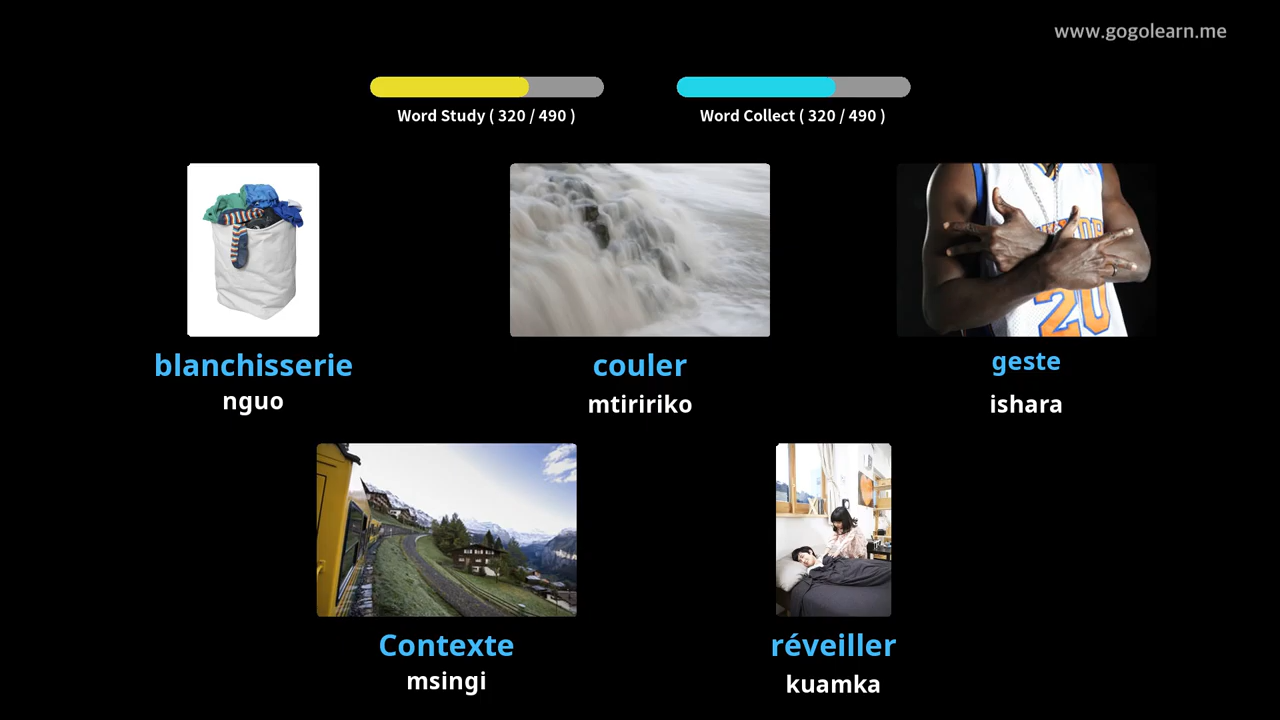 www.gogolearn.me
Word Study ( 320 / 490 )
Word Collect ( 320 / 490 )
20
blanchisserie
nguo
couler
mtiririko
geste
ishara
Contexte
msingi
réveiller
kuamka